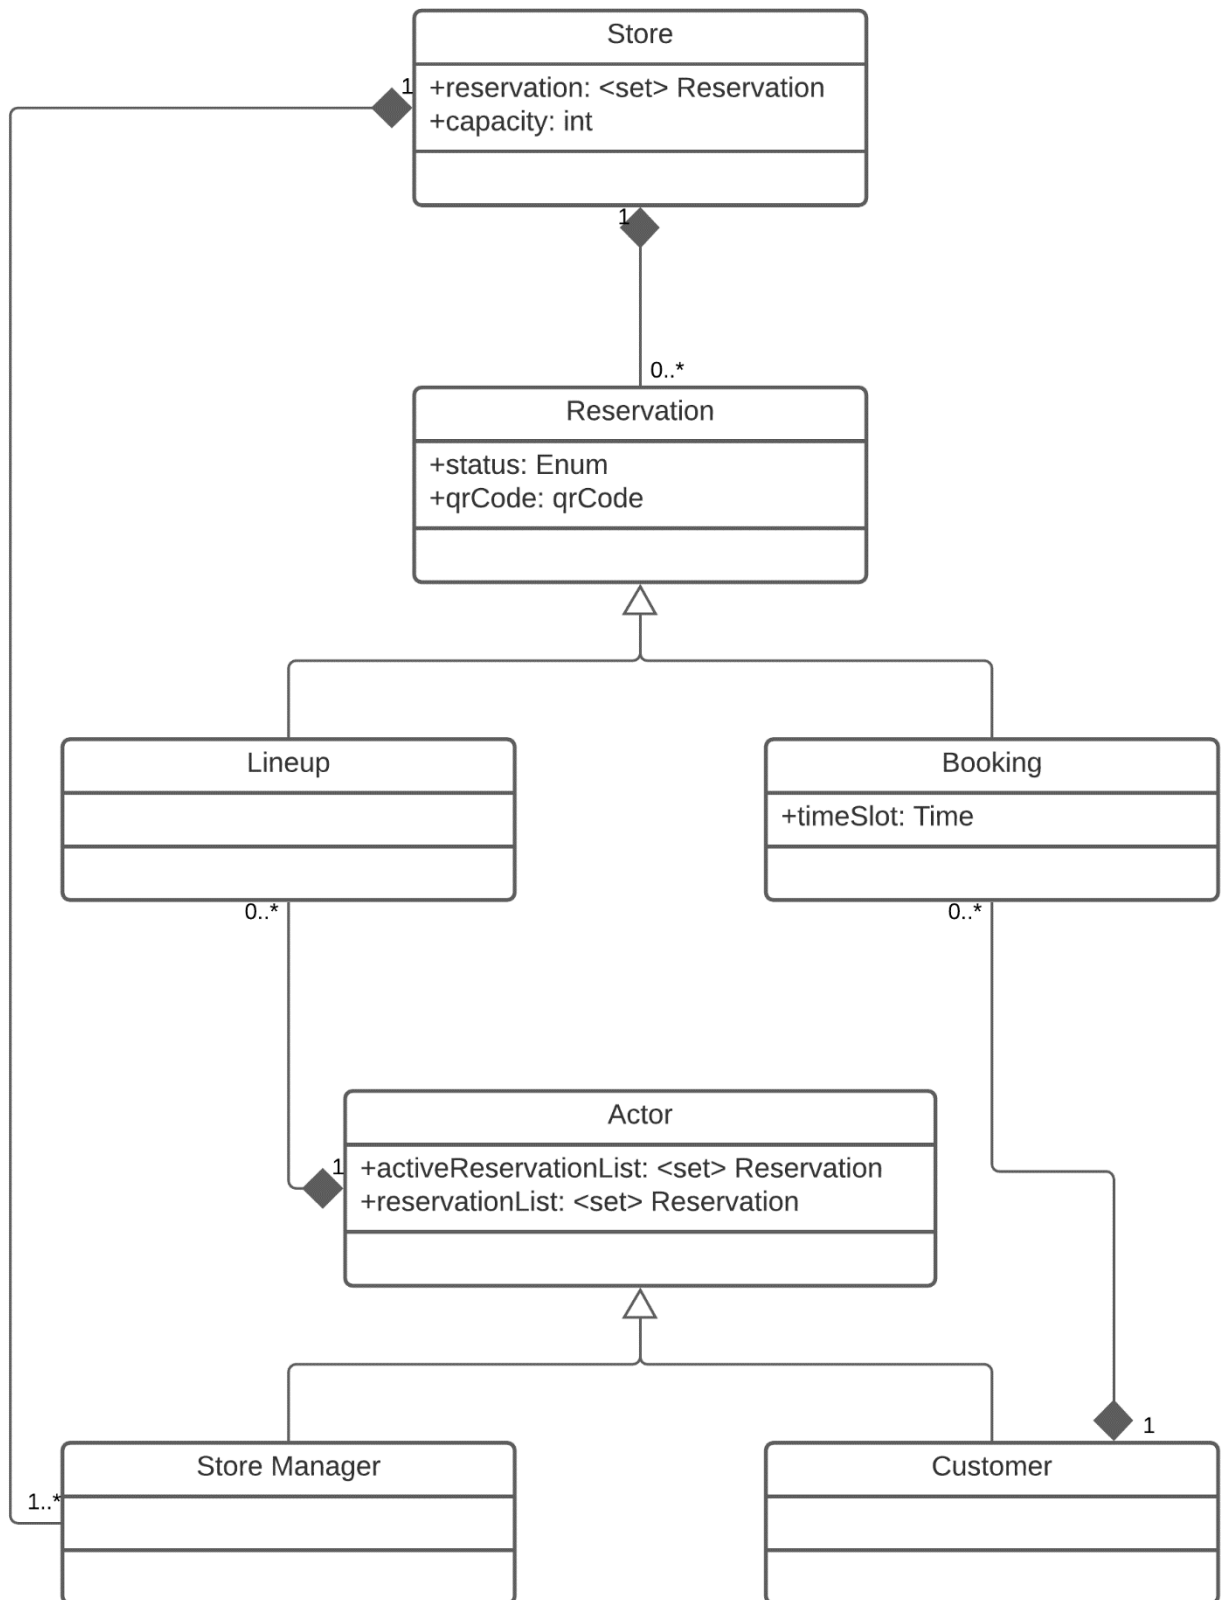 Store
1
+reservation: <set> Reservation
+capacity: int
1
0..*
Reservation
+status: Enum
+qrCode: qrCode
Lineup
Booking
+timeSlot: Time
0..*
0..*
Actor
1
+activeReservationList: <set> Reservation
+reservationList: <set> Reservation
1
Store Manager
Customer
1..*